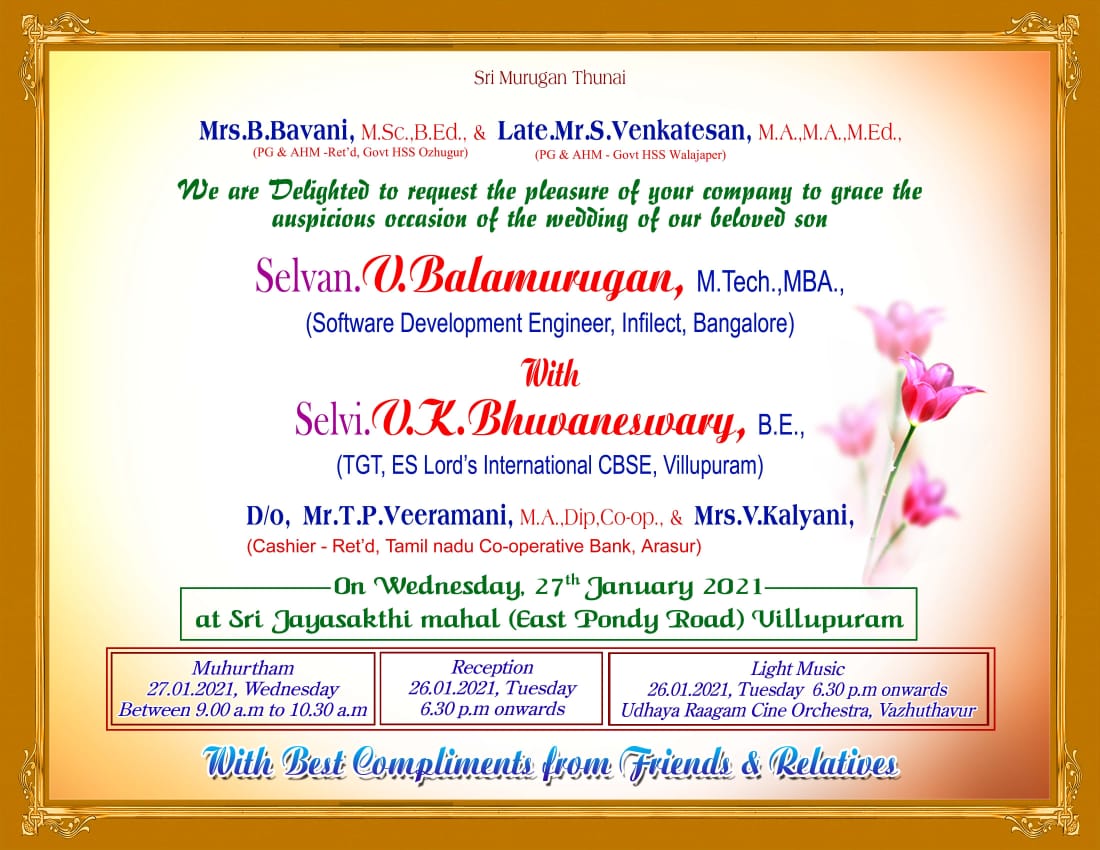 Sri Murugan Thunai
Mrs.B.Bavani, M.Sc.,B.Ed., & Late.Mr.S.Venkatesan, M.A.,M.A.,M.Ed.,
(PG & AHM -Ret'd, Govt HSS Ozhugur) (PG & AHM - Govt HSS Walajaper)
We are Delighted to request the pleasure of your company to grace the
auspicious occasion of the wedding of our beloved son
Selvan.V.Balamurugan, M.Tech.,MBA.,
(Software Development Engineer, Infilect, Bangalore)
With
Selvi.V.K.Bhuvaneswary, B.E.,
(TGT, ES Lord's International CBSE, Villupuram)
D/o, Mr.T.P.Veeramani, M.A.,Dip,Co-op., & Mrs.V.Kalyani,
(Cashier - Ret'd, Tamil nadu Co-operative Bank, Arasur)
On Wednesday, 27th January 2021
at Sri Jayasakthi mahal (East Pondy Road) Villupuram
Muhurtham
27.01.2021, Wednesday
Between 9.00 a.m to 10.30 a.m
Reception
26.01.2021, Tuesday
6.30 p.m onwards
Light Music
26.01.2021, Tuesday 6.30 p.m onwards
Udhaya Raagam Cine Orchestra, Vazhuthavur
With Best Compliments from Friends & Relatives